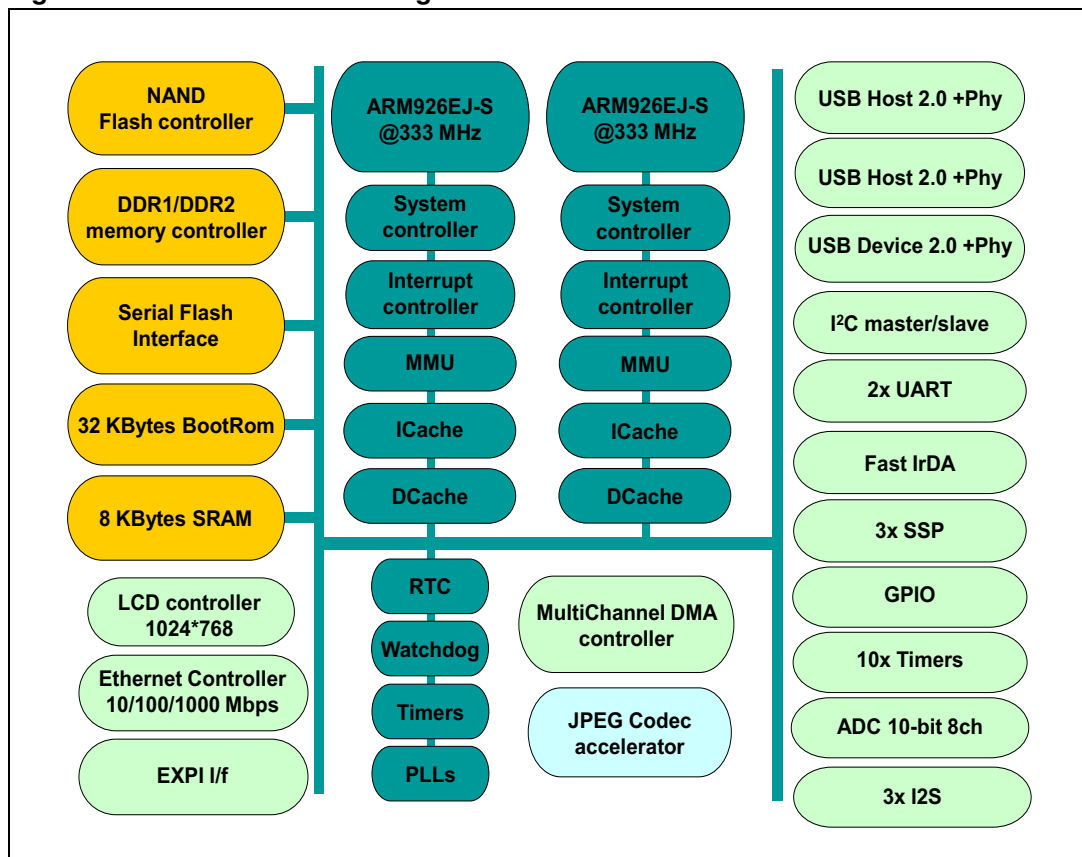 NAND
Flash controller
DDR1/DDR2
memory controller
Serial Flash
Interface
32 KBytes BootRom
8 KBytes SRAM
LCD controller
1024*768
Ethernet Controller
10/100/1000 Mbps
EXPI I/f
ARM926EJ-S
@333 MHz
System
controller
Interrupt
controller
MMU
ICache
DCache
RTC
Watchdog
Timers
PLLs
ARM926EJ-S
@333 MHz
System
controller
Interrupt
controller
MMU
ICache
DCache
MultiChannel DMA
controller
JPEG Codec
accelerator
USB Host 2.0 +Phy
USB Host 2.0 +Phy
USB Device 2.0 +Phy
I²C master/slave
2x UART
Fast IrDA
3x SSP
GPIO
10x Timers
ADC 10-bit 8ch
3x I2S